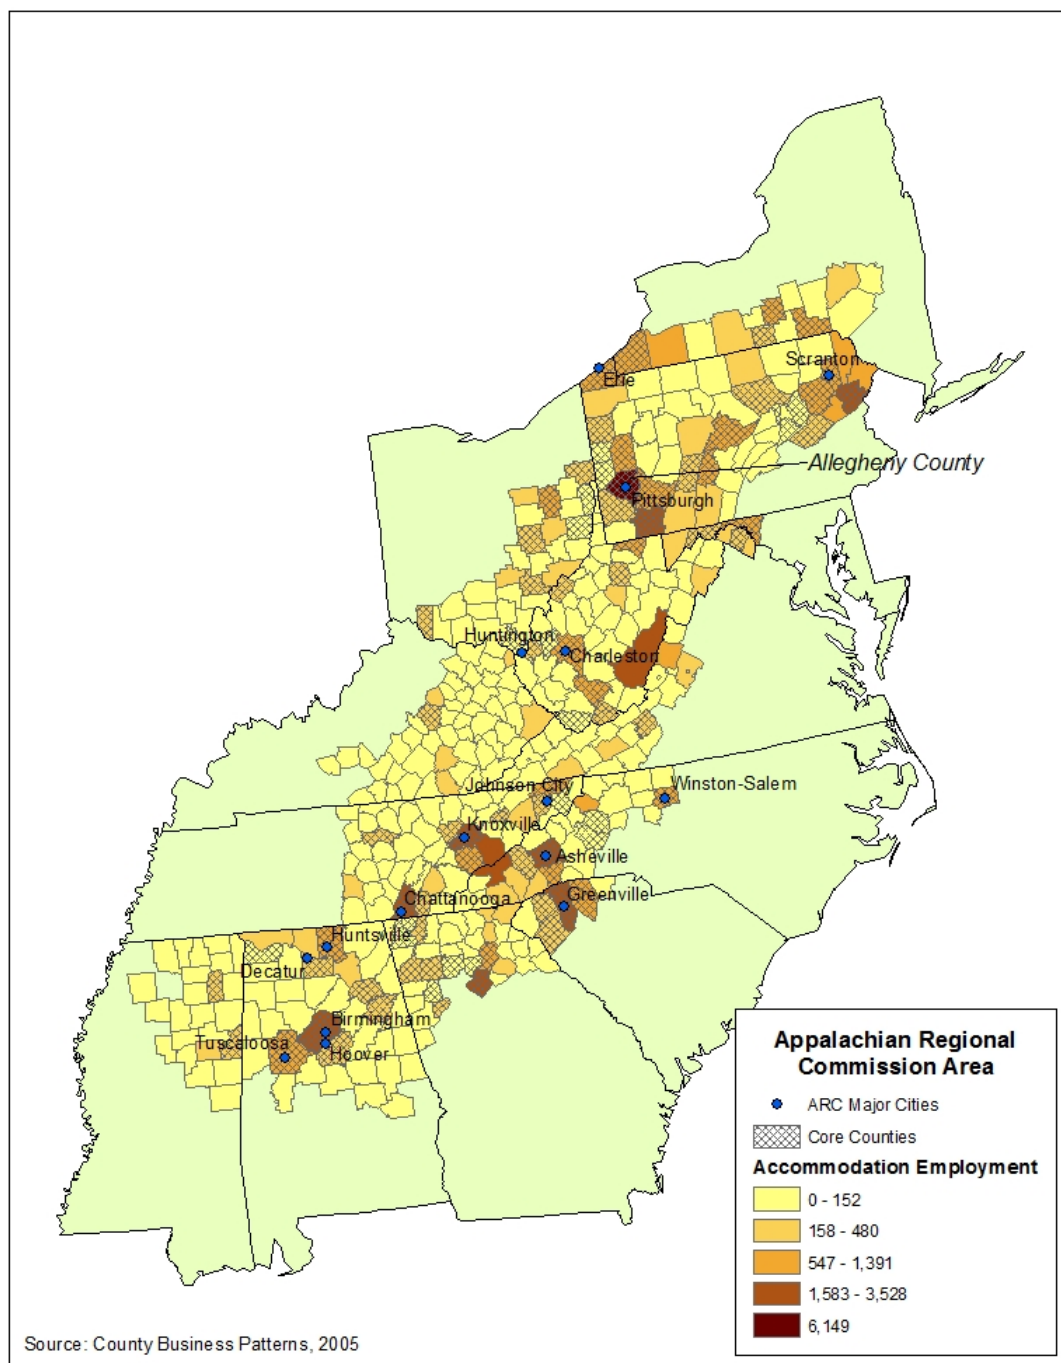 Scranton
Erie
Allegheny County
Pittsburgh
Huntington
Charleston
Johnson City
Winston-Salem
Knoxville
Asheville
Chattanooga
Greenville
Huntsville
Decatur
Birmingham
Tuscaloosa
Hoover
Appalachian Regional
Commission Area
ARC Major Cities
Core Counties
Accommodation Employment
0 - 152
158 - 480
547 - 1,391
1,583 - 3,528
6,149
Source: County Business Patterns, 2005